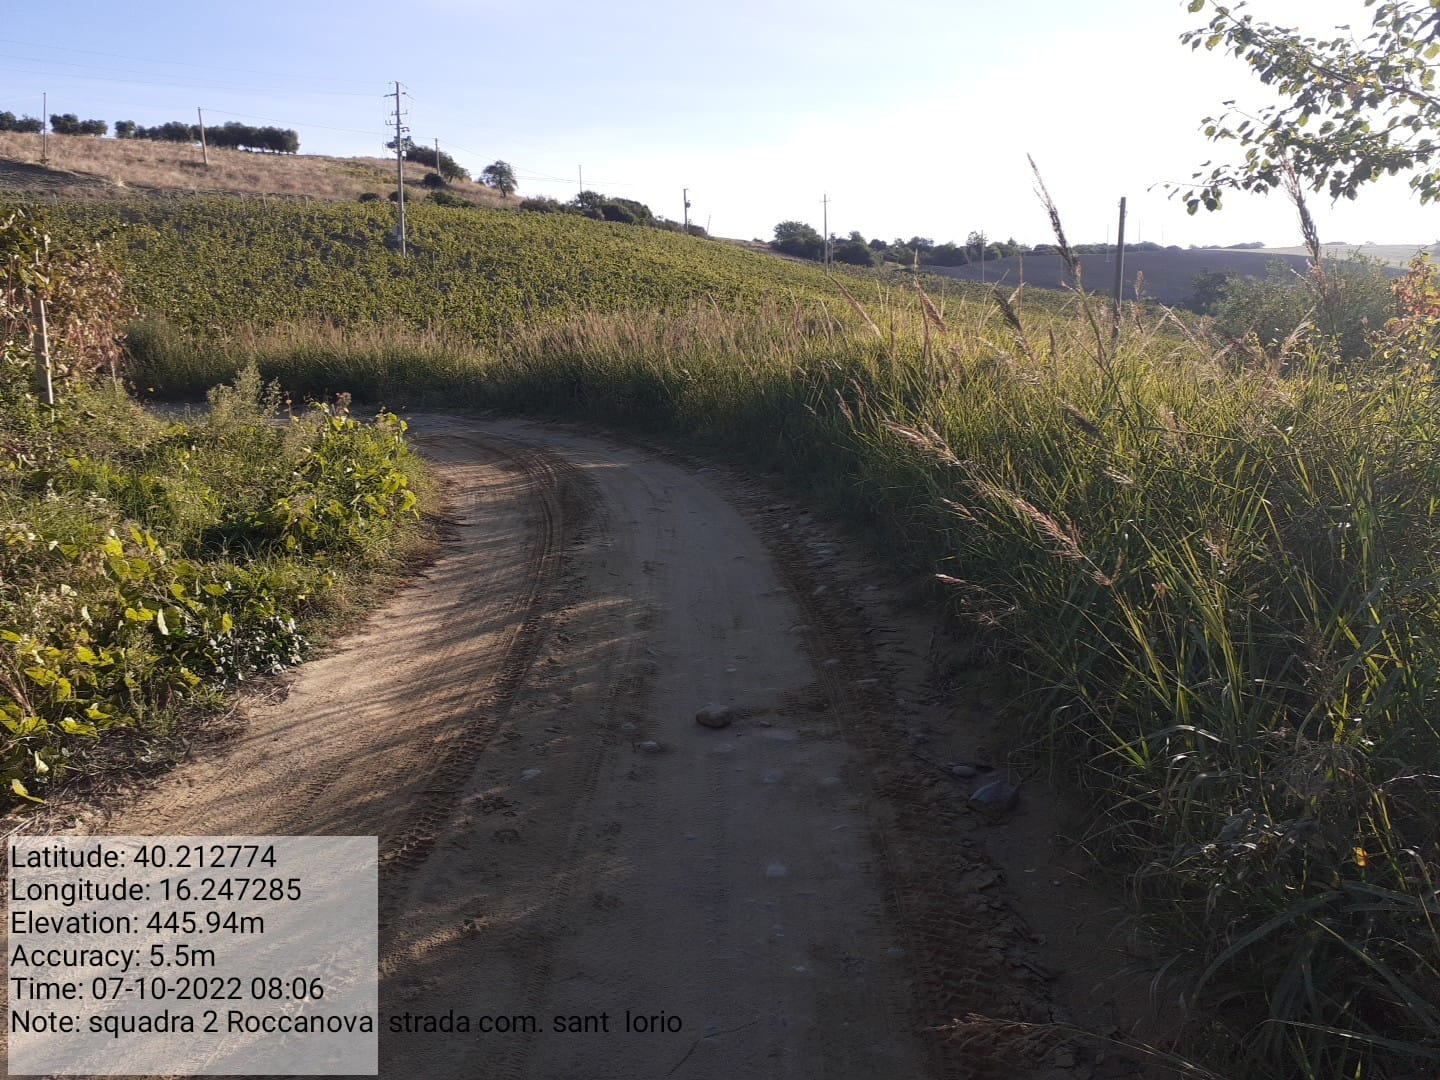 Latitude: 40.212774
Longitude: 16.247285
Elevation: 445.94m
Accuracy: 5.5m
Time: 07-10-2022 08:06
Note: squadra 2 Roccanova strada com. sant Iorio